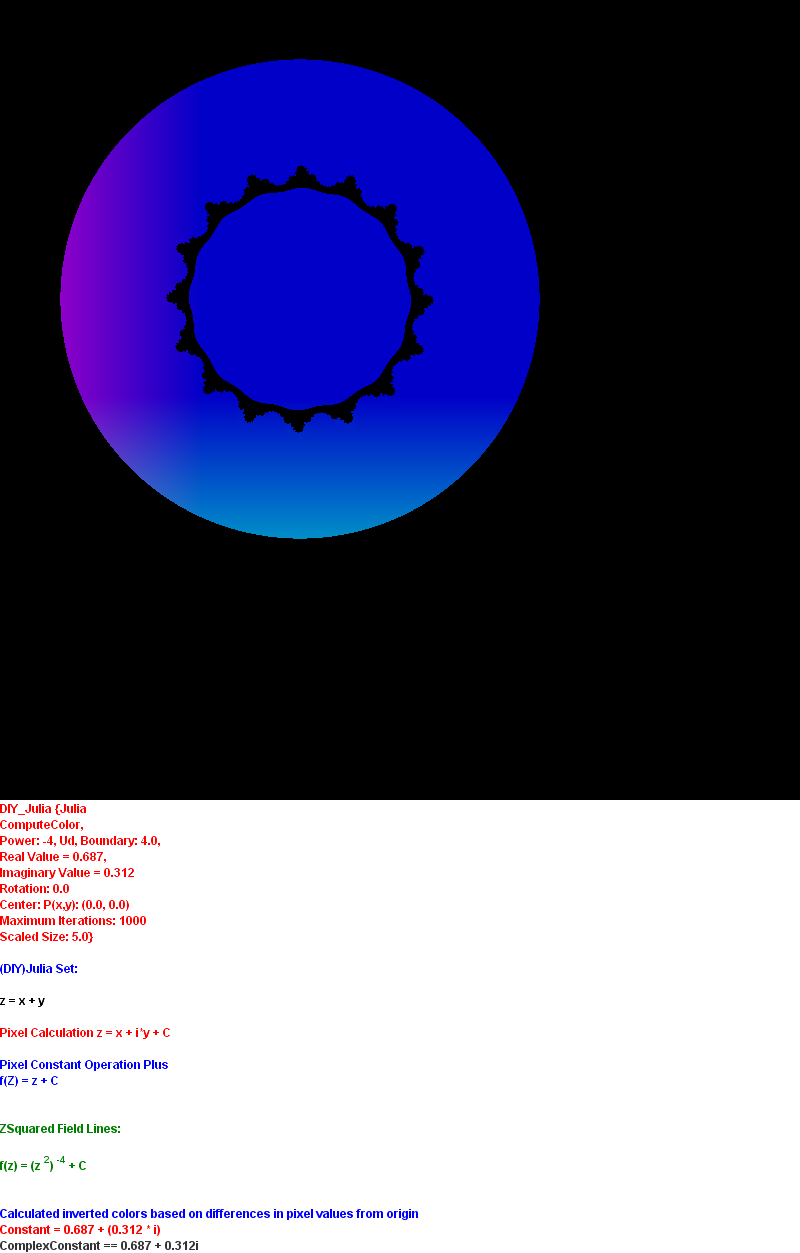 DIY_Julia {Julia
ComputeColor,
Power: -4, Ud, Boundary: 4.0,
Real Value = 0.687,
Imaginary Value = 0.312
Rotation: 0.0
Center: P(x,y): (0.0, 0.0)
Maximum Iterations: 1000
Scaled Size: 5.0}
(DIY)Julia Set:
z = x + y
Pixel Calculation z = x + i*y + C
Pixel Constant Operation Plus
f(Z) = z + C
ZSquared Field Lines:
f(z) = (z ²) ⁻⁴ + C
Calculated inverted colors based on differences in pixel values from origin
Constant = 0.687 + (0.312 * i)
ComplexConstant == 0.687 + 0.312i